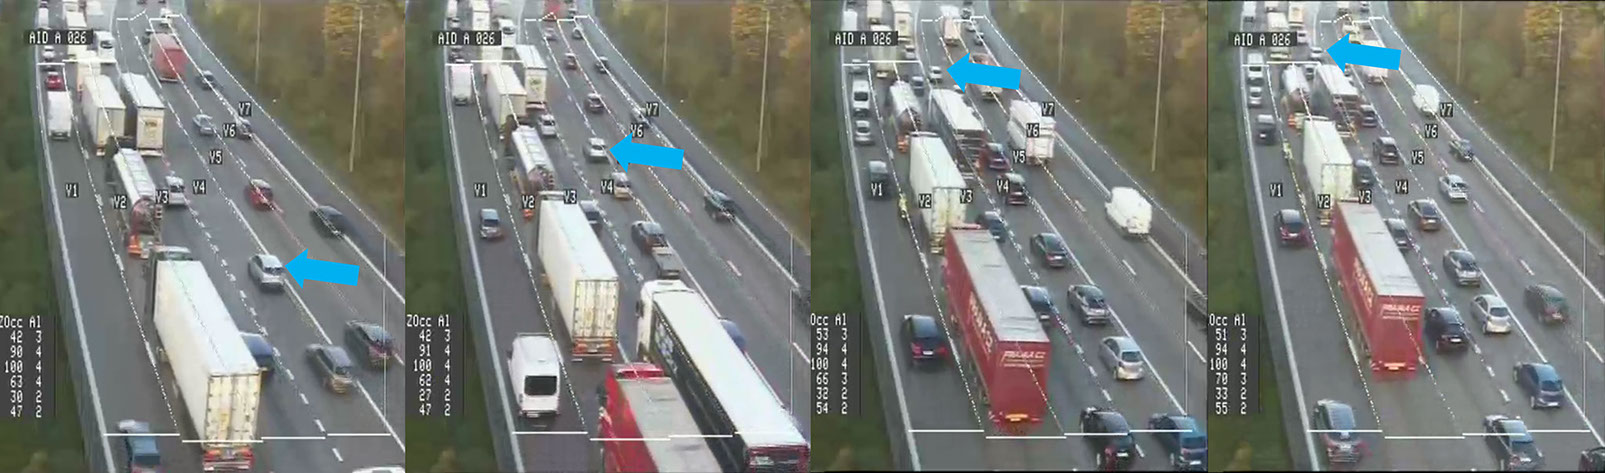 AID A 026
V7
V6
V5
V1
V4
V2
V3
ZOcc Al
42 3
90 4
100 4
63 4
30 2
47 2
AID A 026
V7
V6
V1
V4
V2
V3
ZOcc Al
42 3
91 4
100 4
62 4
27 2
47 2
AID A 026
V7
V6
V5
V1
V4
V2
V3
Occ Al
53 3
94 4
100 4
66 3
32 2
54 2
AID A 026
V7
V6
V5
V1
V4
V2
V3
Occ Al
51 3
94 4
100 4
70 3
33 2
55 2